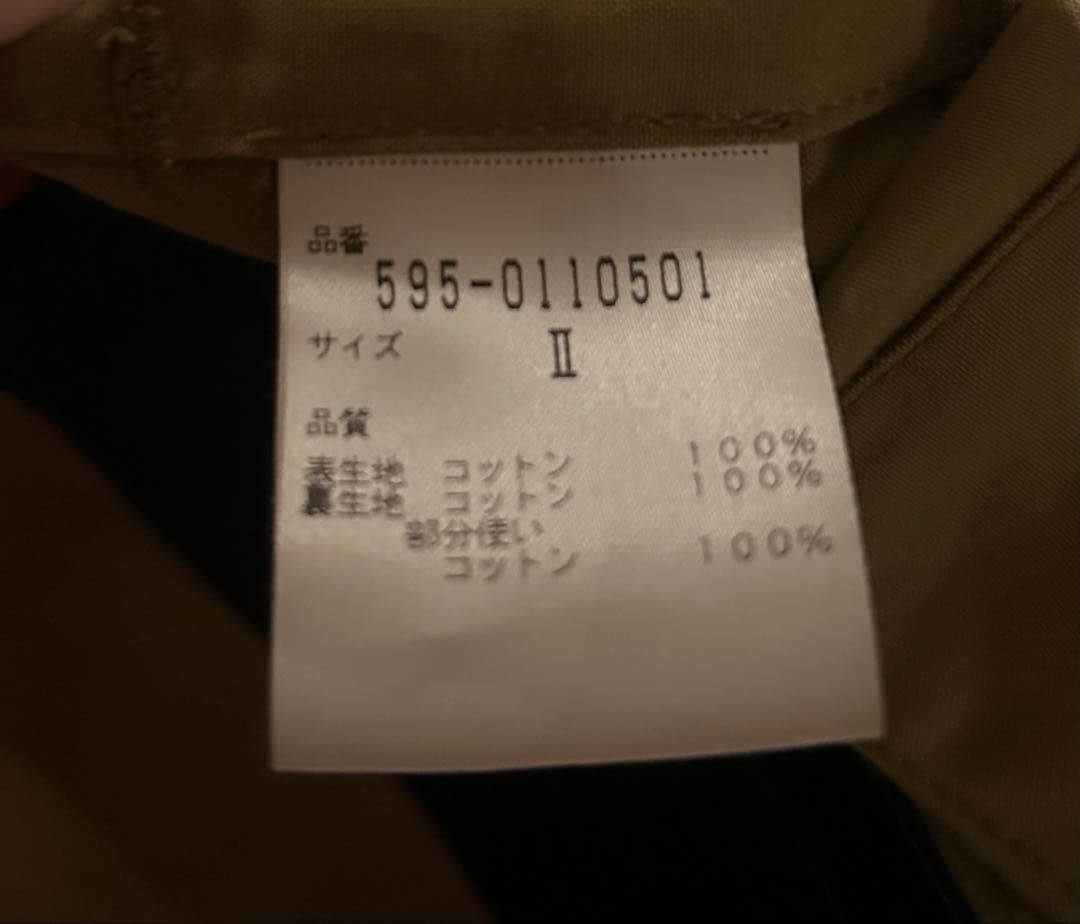 品番
595-0110501
サイズ Ⅱ
品質
表生地 コットン 100%
裏生地 コットン 100%
部分使い
コットン 100%